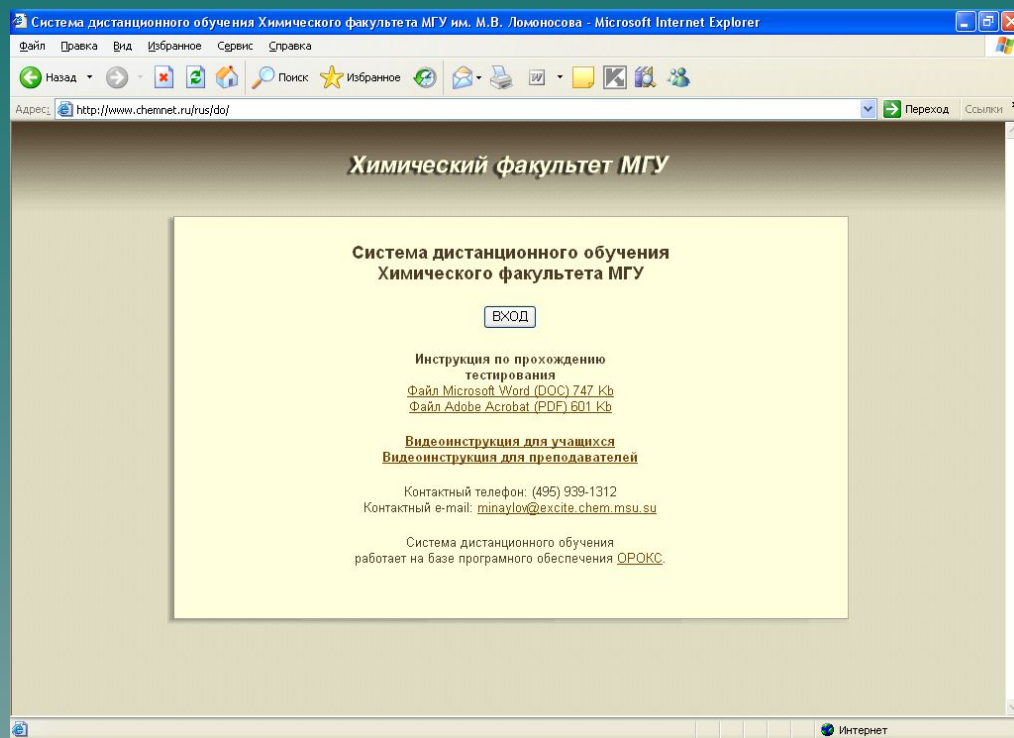 Система дистанционного обучения Химического факультета МГУ им. М.В. Ломоносова - Microsoft Internet Explorer
Файл Правка Вид Избранное Сервис Справка
Назад Поиск Избранное
Адрес: http://www.chemnet.ru/rus/do/ Переход Ссылки
Химический факультет МГУ
Система дистанционного обучения
Химического факультета МГУ
ВХОД
Инструкция по прохождению
тестирования
Файл Microsoft Word (DOC) 747 Kb
Файл Adobe Acrobat (PDF) 601 Kb
Видеоинструкция для учащихся
Видеоинструкция для преподавателей
Контактный телефон: (495) 939-1312
Контактный e-mail: minaylov@excite.chem.msu.su
Система дистанционного обучения
работает на базе програмного обеспечения ОРОКС.
Интернет